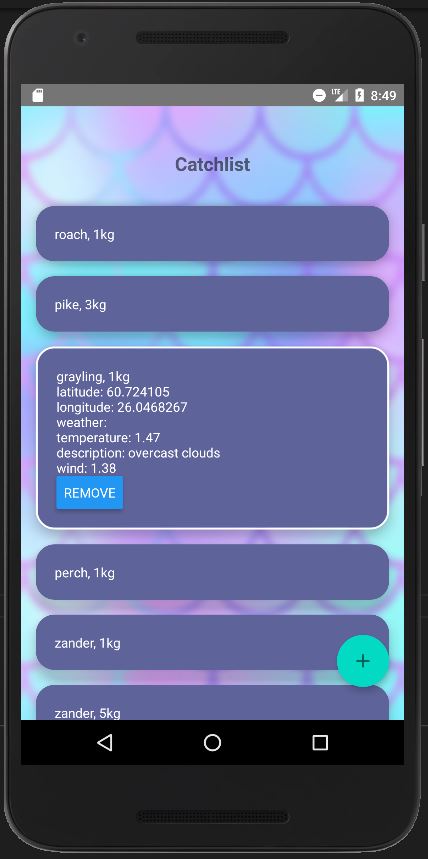 LTE 8:49
Catchlist
roach, 1kg
pike, 3kg
grayling, 1kg
latitude: 60.724105
longitude: 26.0468267
weather:
temperature: 1.47
description: overcast clouds
wind: 1.38
REMOVE
perch, 1kg
zander, 1kg
+
zander, 5kg